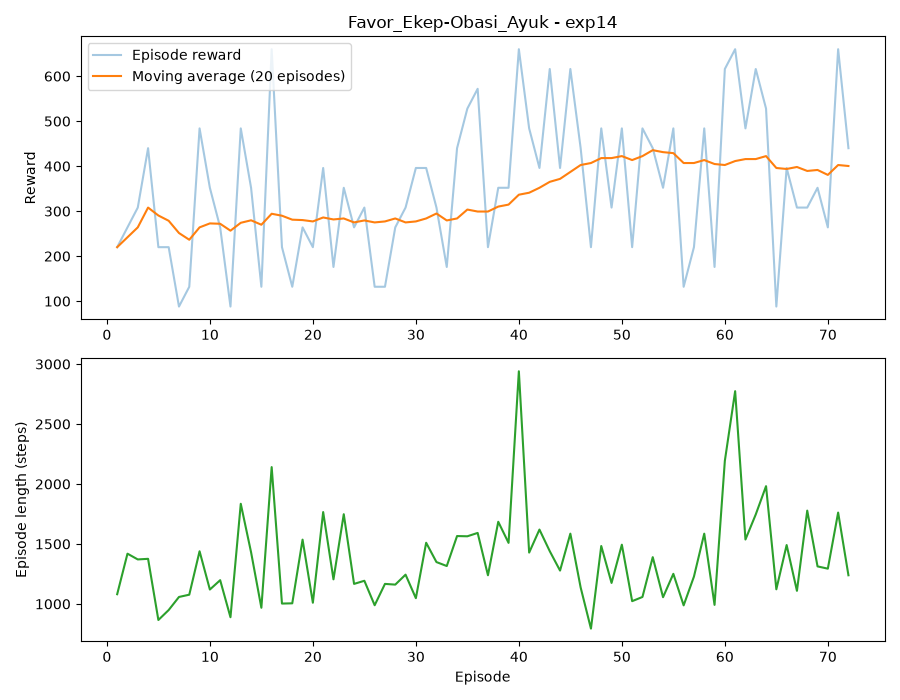 Favor_Ekep-Obasi_Ayuk - exp14
Episode reward
Moving average (20 episodes)
Reward
600
500
400
300
200
100
0 10 20 30 40 50 60 70
Episode length (steps)
3000
2500
2000
1500
1000
0 10 20 30 40 50 60 70
Episode